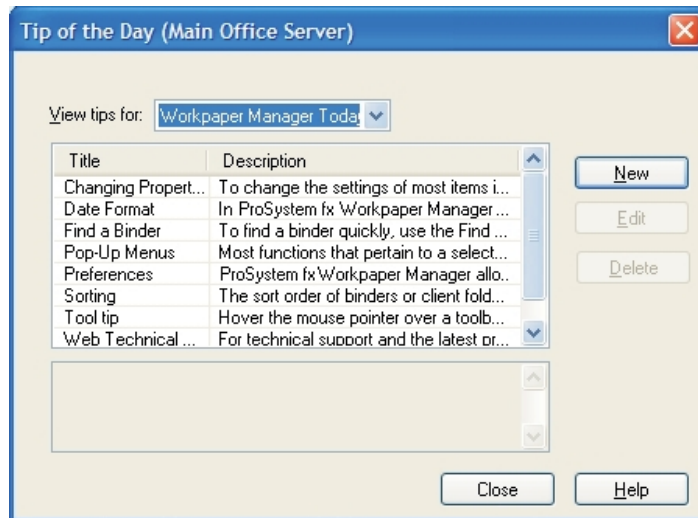 Tip of the Day (Main Office Server)
View tips for: Workpaper Manager Today
Title Description
Changing Propert... To change the settings of most items i...
Date Format In ProSystem fx Workpaper Manager ...
Find a Binder To find a binder quickly, use the Find ...
Pop-Up Menus Most functions that pertain to a select...
Preferences ProSystem fx Workpaper Manager allo...
Sorting The sort order of binders or client fold...
Tool tip Hover the mouse pointer over a toolb...
Web Technical ... For technical support and the latest pr...
New
Edit
Delete
Close Help